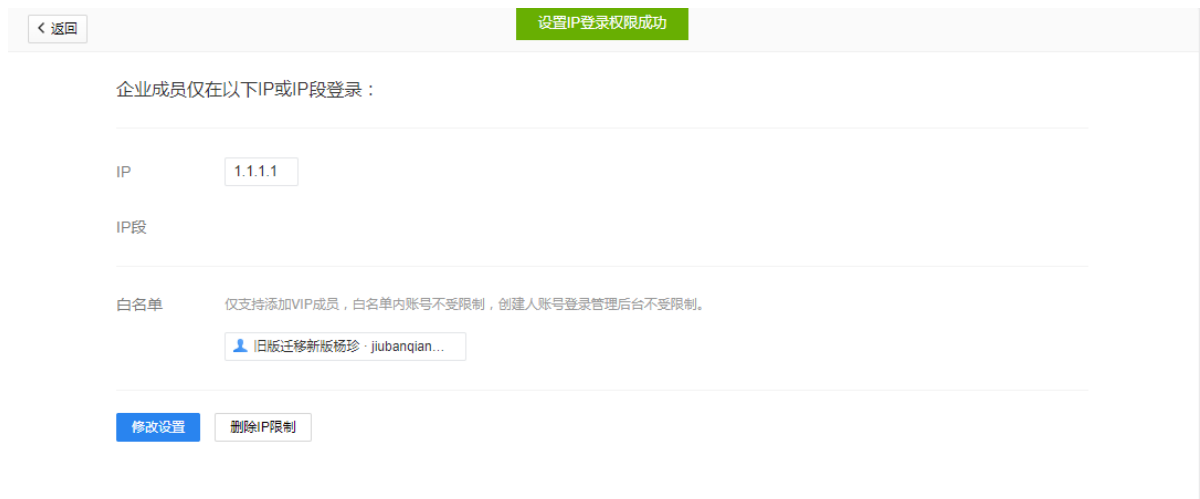 返回
设置IP登录权限成功
企业成员仅在以下IP或IP段登录：
IP
1.1.1.1
IP段
白名单
仅支持添加VIP成员，白名单内账号不受限制，创建人账号登录管理后台不受限制。
旧版迁移新版杨珍 · jiubanqian...
修改设置
删除IP限制